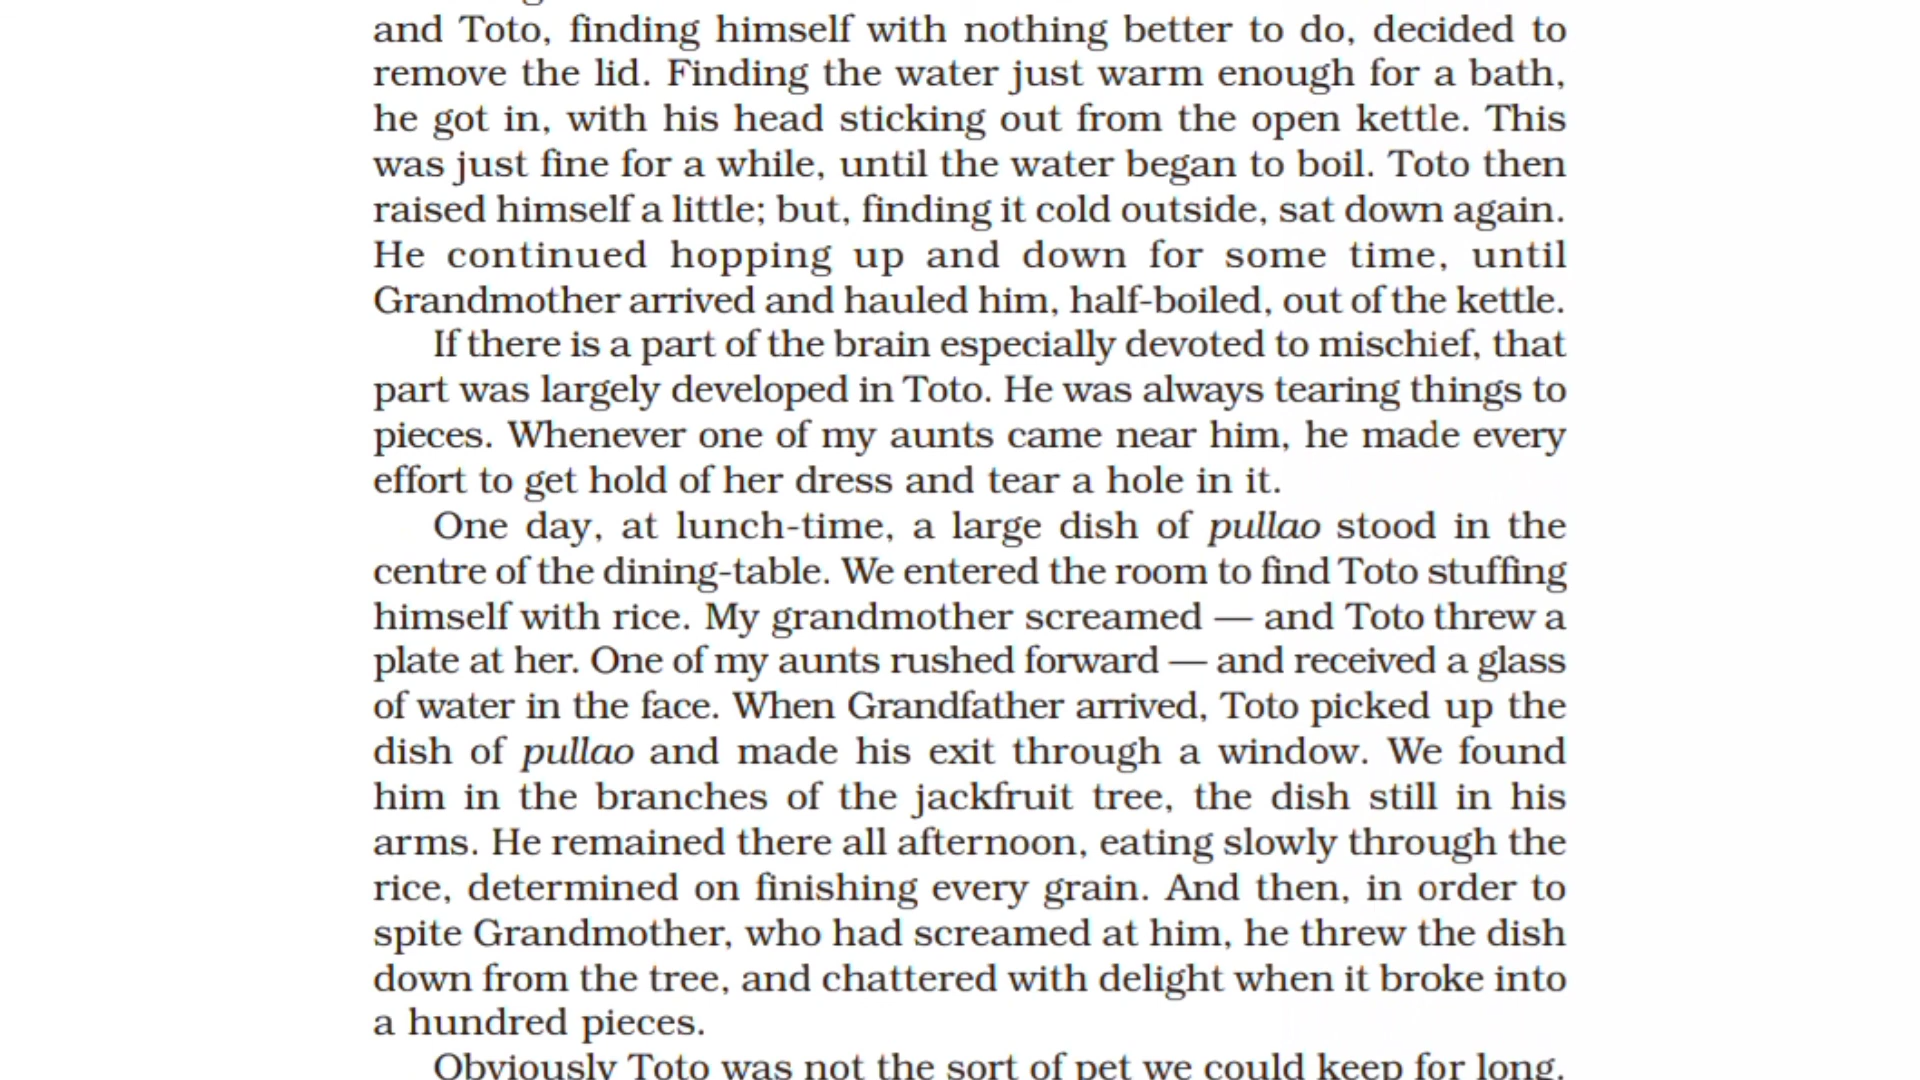 and Toto, finding himself with nothing better to do, decided to
remove the lid. Finding the water just warm enough for a bath,
he got in, with his head sticking out from the open kettle. This
was just fine for a while, until the water began to boil. Toto then
raised himself a little; but, finding it cold outside, sat down again.
He continued hopping up and down for some time, until
Grandmother arrived and hauled him, half-boiled, out of the kettle.
If there is a part of the brain especially devoted to mischief, that
part was largely developed in Toto. He was always tearing things to
pieces. Whenever one of my aunts came near him, he made every
effort to get hold of her dress and tear a hole in it.
One day, at lunch-time, a large dish of pullao stood in the
centre of the dining-table. We entered the room to find Toto stuffing
himself with rice. My grandmother screamed — and Toto threw a
plate at her. One of my aunts rushed forward — and received a glass
of water in the face. When Grandfather arrived, Toto picked up the
dish of pullao and made his exit through a window. We found
him in the branches of the jackfruit tree, the dish still in his
arms. He remained there all afternoon, eating slowly through the
rice, determined on finishing every grain. And then, in order to
spite Grandmother, who had screamed at him, he threw the dish
down from the tree, and chattered with delight when it broke into
a hundred pieces.
Obviously Toto was not the sort of pet we could keep for long.